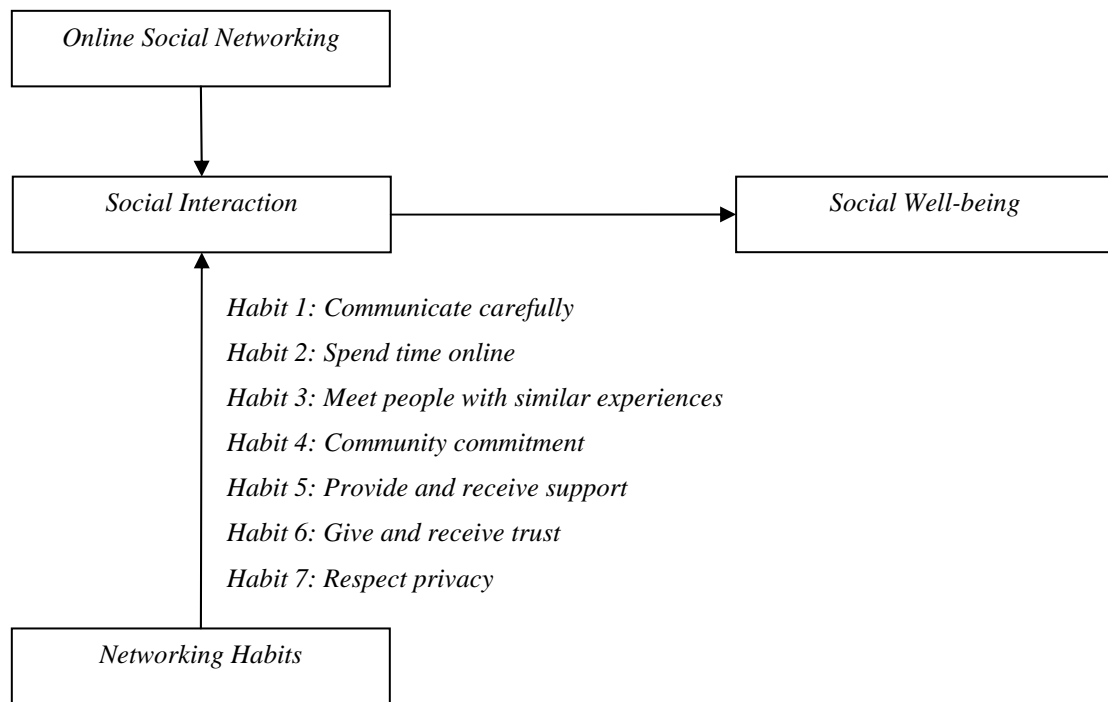 Online Social Networking
Social Interaction
Social Well-being
Habit 1: Communicate carefully
Habit 2: Spend time online
Habit 3: Meet people with similar experiences
Habit 4: Community commitment
Habit 5: Provide and receive support
Habit 6: Give and receive trust
Habit 7: Respect privacy
Networking Habits